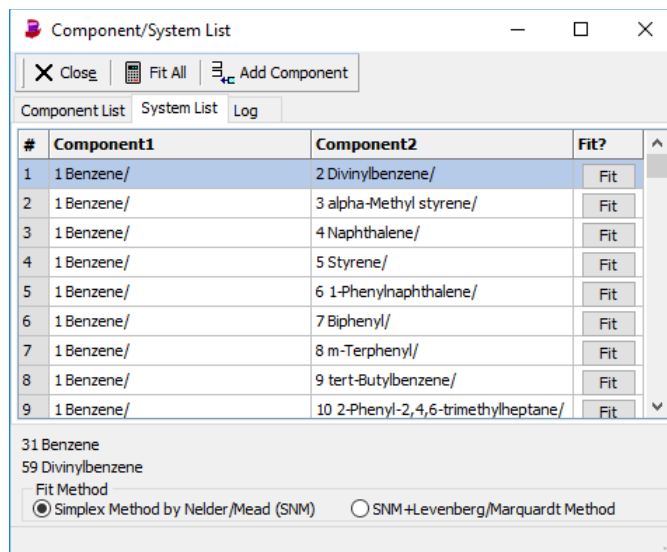 Component/System List
Close Fit All Add Component
Component List System List Log
# Component1 Component2 Fit?
1 1 Benzene/ 2 Divinylbenzene/ Fit
2 1 Benzene/ 3 alpha-Methyl styrene/ Fit
3 1 Benzene/ 4 Naphthalene/ Fit
4 1 Benzene/ 5 Styrene/ Fit
5 1 Benzene/ 6 1-Phenylnaphthalene/ Fit
6 1 Benzene/ 7 Biphenyl/ Fit
7 1 Benzene/ 8 m-Terphenyl/ Fit
8 1 Benzene/ 9 tert-Butylbenzene/ Fit
9 1 Benzene/ 10 2-Phenyl-2,4,6-trimethylheptane/ Fit
31 Benzene
59 Divinylbenzene
Fit Method
Simplex Method by Nelder/Mead (SNM) SNM+Levenberg/Marquardt Method